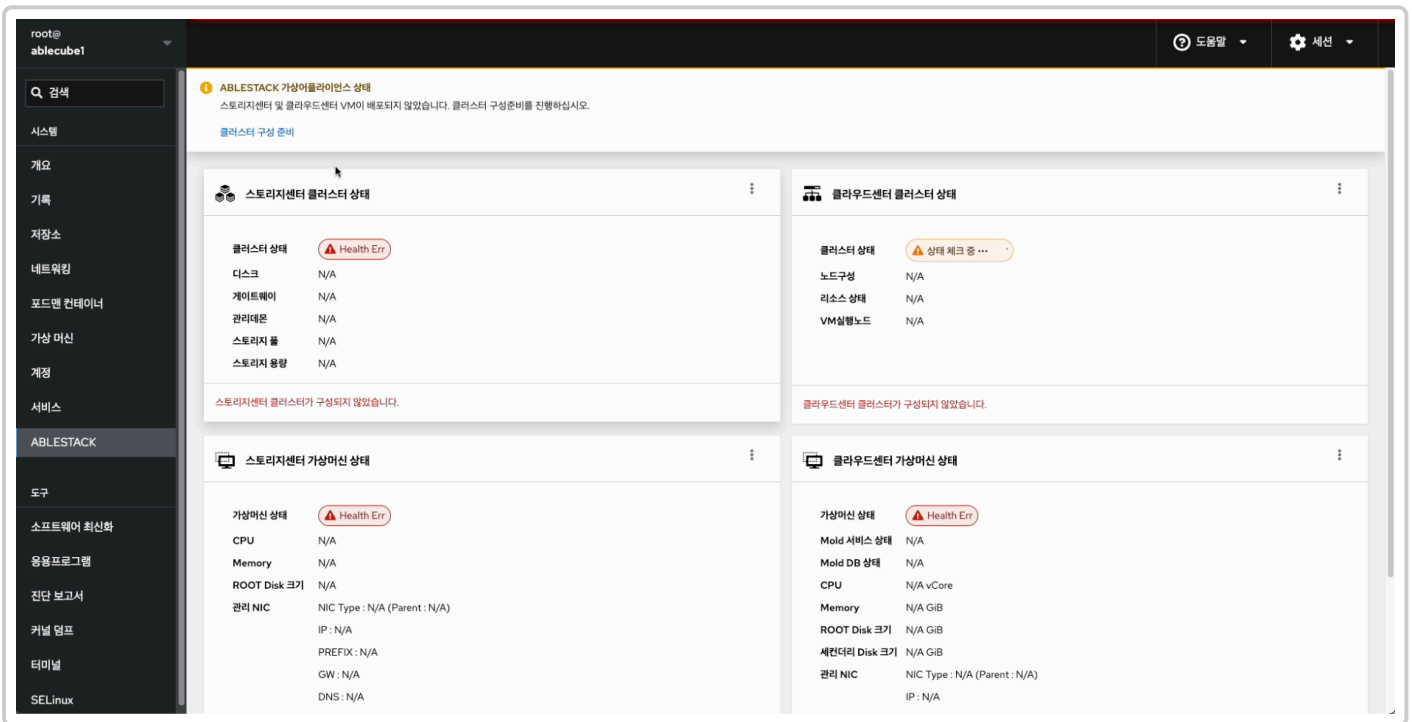 root@
ablecube1
도움말
세션
검색
시스템
개요
기록
저장소
네트워킹
포드맨 컨테이너
가상 머신
계정
서비스
ABLESTACK
도구
소프트웨어 최신화
응용프로그램
진단 보고서
커널 덤프
터미널
SELinux
ABLESTACK 가상어플라이언스 상태
스토리지센터 및 클라우드센터 VM이 배포되지 않았습니다. 클러스터 구성준비를 진행하십시오.
클러스터 구성 준비
스토리지센터 클러스터 상태
클러스터 상태 Health Err
디스크 N/A
게이트웨이 N/A
관리데몬 N/A
스토리지 풀 N/A
스토리지 용량 N/A
스토리지센터 클러스터가 구성되지 않았습니다.
클라우드센터 클러스터 상태
클러스터 상태 상태 체크 중 •••
노드구성 N/A
리소스 상태 N/A
VM실행노드 N/A
클라우드센터 클러스터가 구성되지 않았습니다.
스토리지센터 가상머신 상태
가상머신 상태 Health Err
CPU N/A
Memory N/A
ROOT Disk 크기 N/A
관리 NIC NIC Type : N/A (Parent : N/A)
IP : N/A
PREFIX : N/A
GW : N/A
DNS : N/A
클라우드센터 가상머신 상태
가상머신 상태 Health Err
Mold 서비스 상태 N/A
Mold DB 상태 N/A
CPU N/A vCore
Memory N/A GiB
ROOT Disk 크기 N/A GiB
세컨더리 Disk 크기 N/A GiB
관리 NIC NIC Type : N/A (Parent : N/A)
IP : N/A